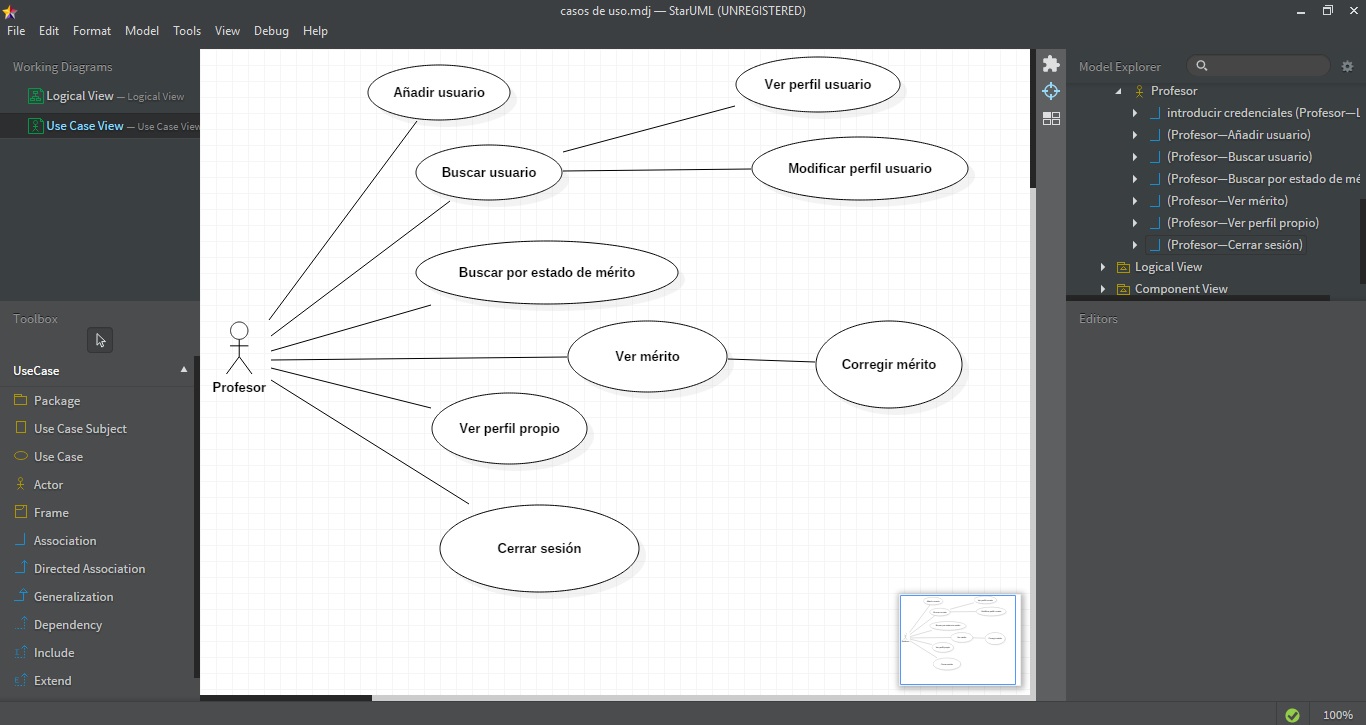 casos de uso.mdj — StarUML (UNREGISTERED)
File Edit Format Model Tools View Debug Help
Working Diagrams
Logical View — Logical View
Use Case View — Use Case View
Toolbox
UseCase
Package
Use Case Subject
Use Case
Actor
Frame
Association
Directed Association
Generalization
Dependency
Include
Extend
Añadir usuario
Ver perfil usuario
Buscar usuario
Modificar perfil usuario
Buscar por estado de mérito
Ver mérito
Corregir mérito
Profesor
Ver perfil propio
Cerrar sesión
Model Explorer
Profesor
introducir credenciales (Profesor—L
(Profesor—Añadir usuario)
(Profesor—Buscar usuario)
(Profesor—Buscar por estado de mé
(Profesor—Ver mérito)
(Profesor—Ver perfil propio)
(Profesor—Cerrar sesión)
Logical View
Component View
Editors
100%